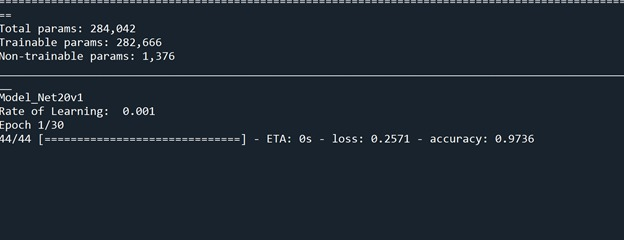 ==================================================================================================
==
Total params: 284,042
Trainable params: 282,666
Non-trainable params: 1,376
__________________________________________________________________________________________________
__
Model_Net20v1
Rate of Learning:  0.001
Epoch 1/30
44/44 [==============================] - ETA: 0s - loss: 0.2571 - accuracy: 0.9736